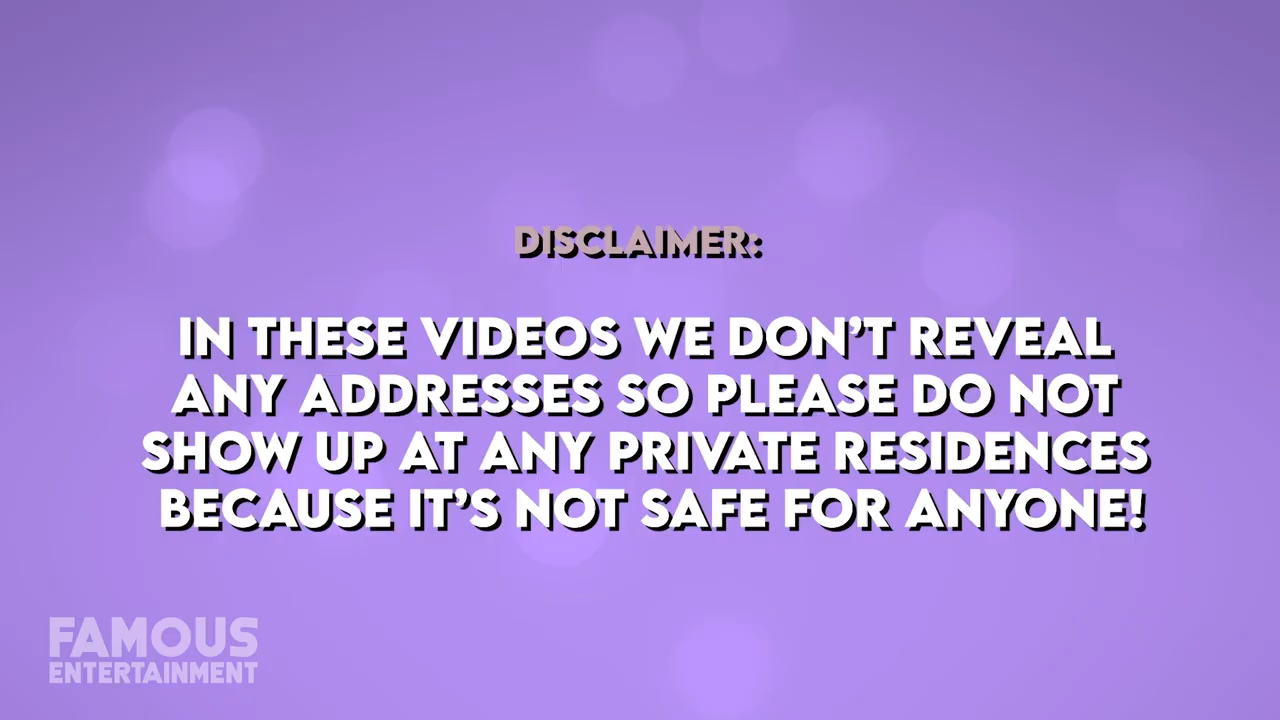 DISCLAIMER:
IN THESE VIDEOS WE DON'T REVEAL
ANY ADDRESSES SO PLEASE DO NOT
SHOW UP AT ANY PRIVATE RESIDENCES
BECAUSE IT'S NOT SAFE FOR ANYONE!
FAMOUS
ENTERTAINMENT